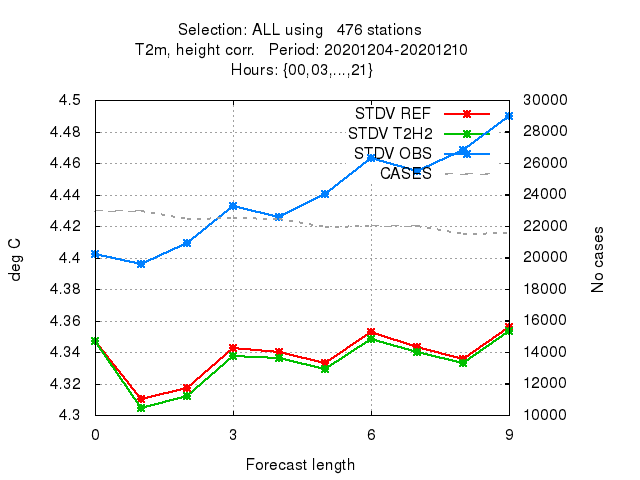 Selection: ALL using   476 stations
T2m, height corr.   Period: 20201204-20201210
Hours: {00,03,...,21}
STDV REF
STDV T2H2
STDV OBS
CASES
4.5
4.48
4.46
4.44
4.42
4.4
4.38
4.36
4.34
4.32
4.3
deg C
30000
28000
26000
24000
22000
20000
18000
16000
14000
12000
10000
No cases
0 3 6 9
Forecast length